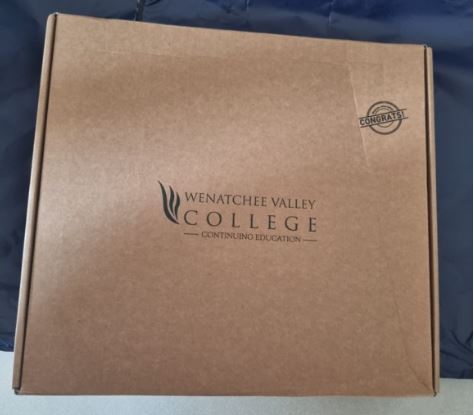 CONGRATS!
WENATCHEE VALLEY
COLLEGE
CONTINUING EDUCATION